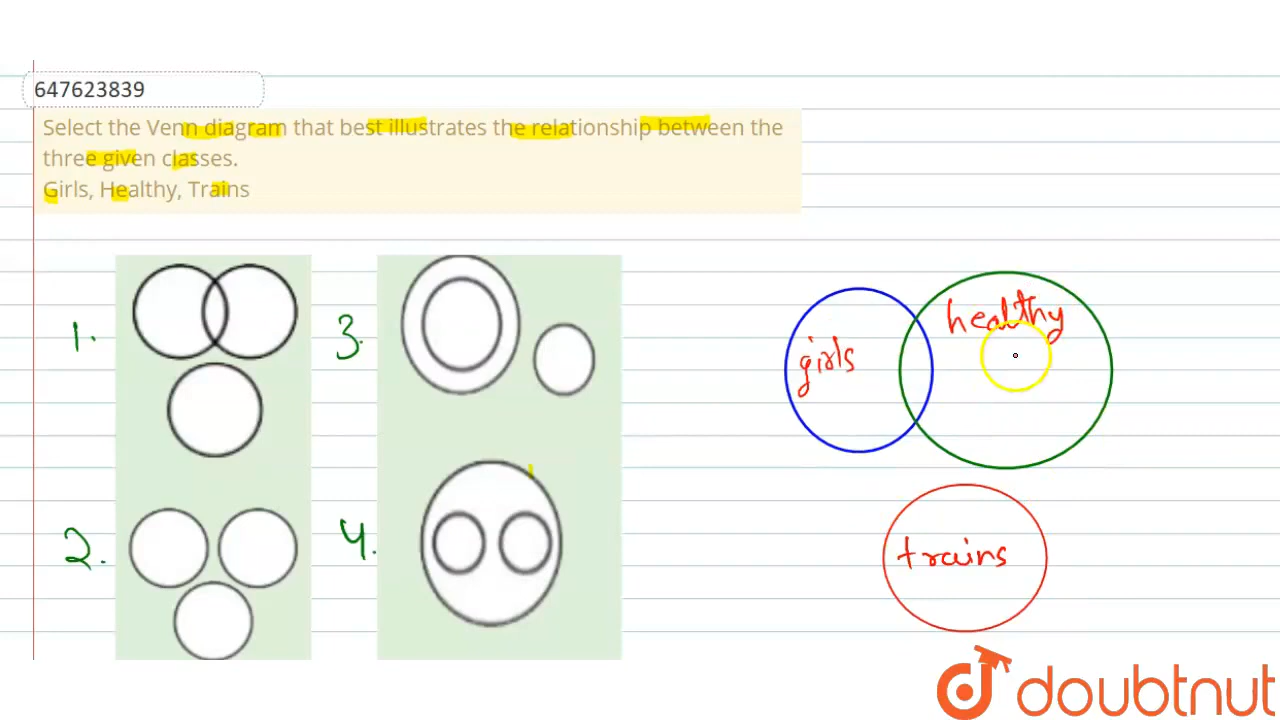 647623839
Select the Venn diagram that best illustrates the relationship between the
three given classes.
Girls, Healthy, Trains
1.
3.
2.
4.
girls
healthy
trains
doubtnut